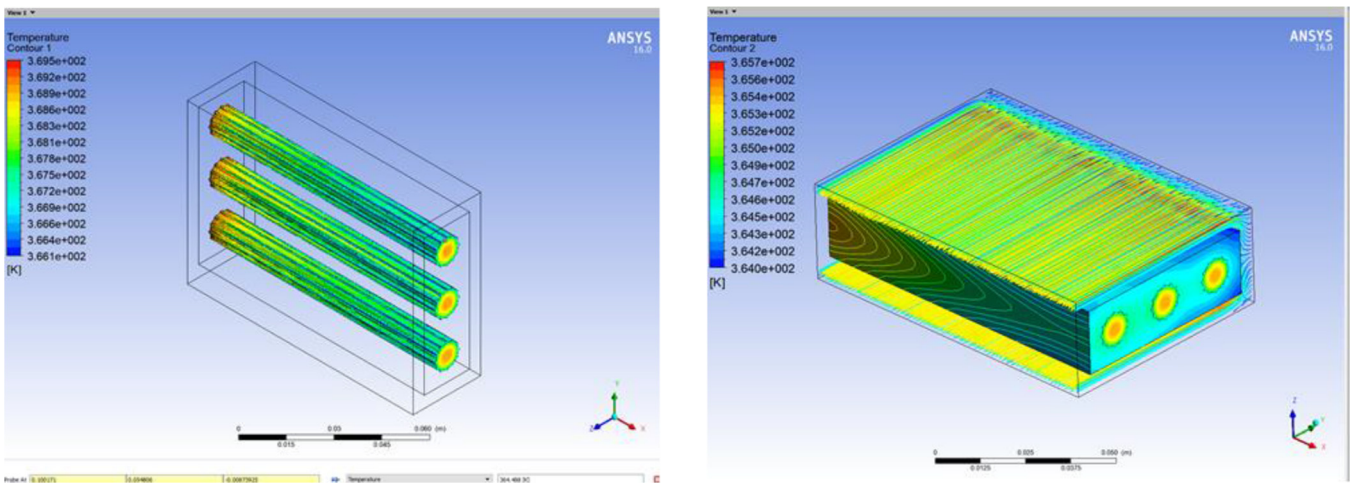 View 1
Temperature
Contour 1
3.695e+002
3.692e+002
3.689e+002
3.686e+002
3.683e+002
3.681e+002
3.678e+002
3.675e+002
3.672e+002
3.669e+002
3.666e+002
3.664e+002
3.661e+002
[K]
ANSYS
16.0
Y
Z
X
0
0.03
0.060 (m)
0.015
0.045
Probe At
0.100171
Temperature
View 1
Temperature
Contour 2
3.657e+002
3.656e+002
3.654e+002
3.653e+002
3.652e+002
3.650e+002
3.649e+002
3.647e+002
3.646e+002
3.645e+002
3.643e+002
3.642e+002
3.640e+002
[K]
ANSYS
16.0
Z
Y
X
0
0.025
0.050 (m)
0.0125
0.0375